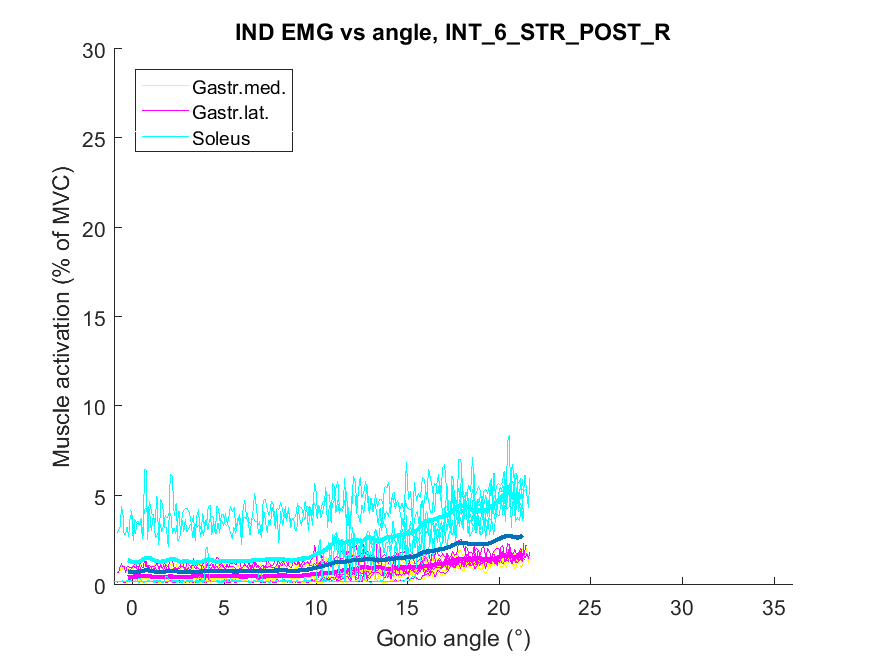 IND EMG vs angle, INT_6_STR_POST_R
30
25
20
15
10
5
0
Muscle activation (% of MVC)
Gastr.med.
Gastr.lat.
Soleus
0 5 10 15 20 25 30 35
Gonio angle (°)